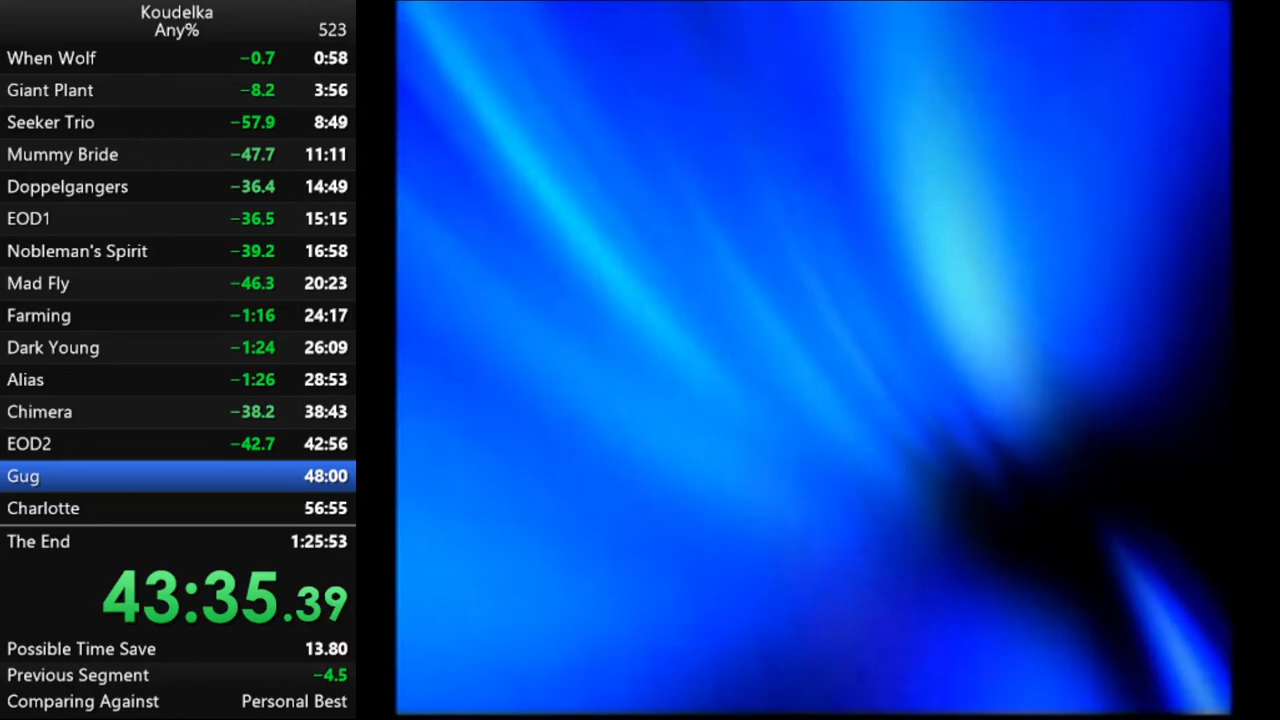 Koudelka
Any% 523
When Wolf −0.7 0:58
Giant Plant −8.2 3:56
Seeker Trio −57.9 8:49
Mummy Bride −47.7 11:11
Doppelgangers −36.4 14:49
EOD1 −36.5 15:15
Nobleman's Spirit −39.2 16:58
Mad Fly −46.3 20:23
Farming −1:16 24:17
Dark Young −1:24 26:09
Alias −1:26 28:53
Chimera −38.2 38:43
EOD2 −42.7 42:56
Gug 48:00
Charlotte 56:55
The End 1:25:53
43:35.39
Possible Time Save 13.80
Previous Segment −4.5
Comparing Against Personal Best